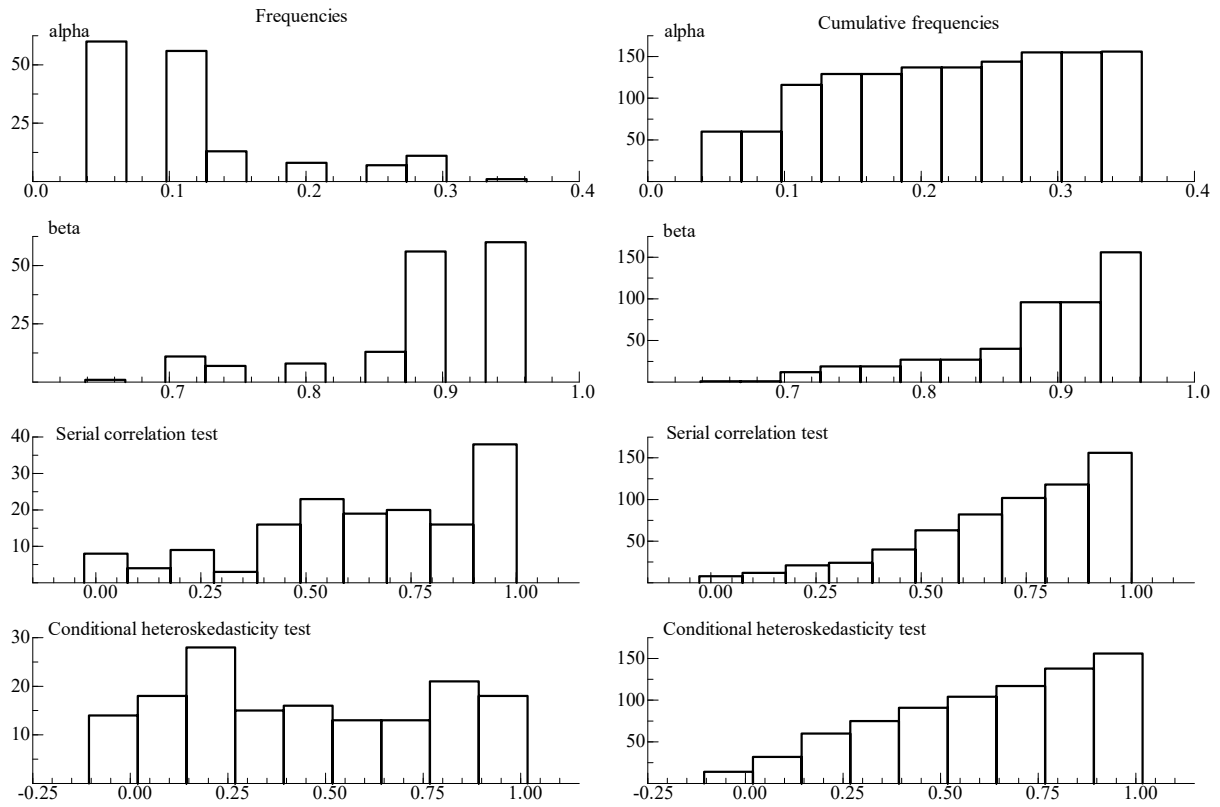 Frequencies
alpha
50
25
0.0 0.1 0.2 0.3 0.4
Cumulative frequencies
alpha
150
100
50
0.0 0.1 0.2 0.3 0.4
beta
50
25
0.7 0.8 0.9 1.0
beta
150
100
50
0.7 0.8 0.9 1.0
Serial correlation test
40
30
20
10
0.00 0.25 0.50 0.75 1.00
Serial correlation test
150
100
50
0.00 0.25 0.50 0.75 1.00
Conditional heteroskedasticity test
30
20
10
-0.25 0.00 0.25 0.50 0.75 1.00
Conditional heteroskedasticity test
150
100
50
-0.25 0.00 0.25 0.50 0.75 1.00